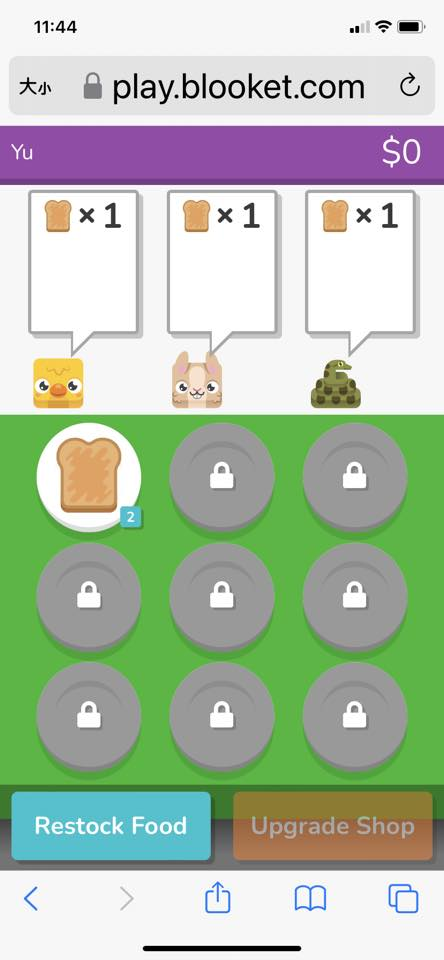 11:44
大小 play.blooket.com
Yu $0
× 1 × 1 × 1
2
Restock Food Upgrade Shop